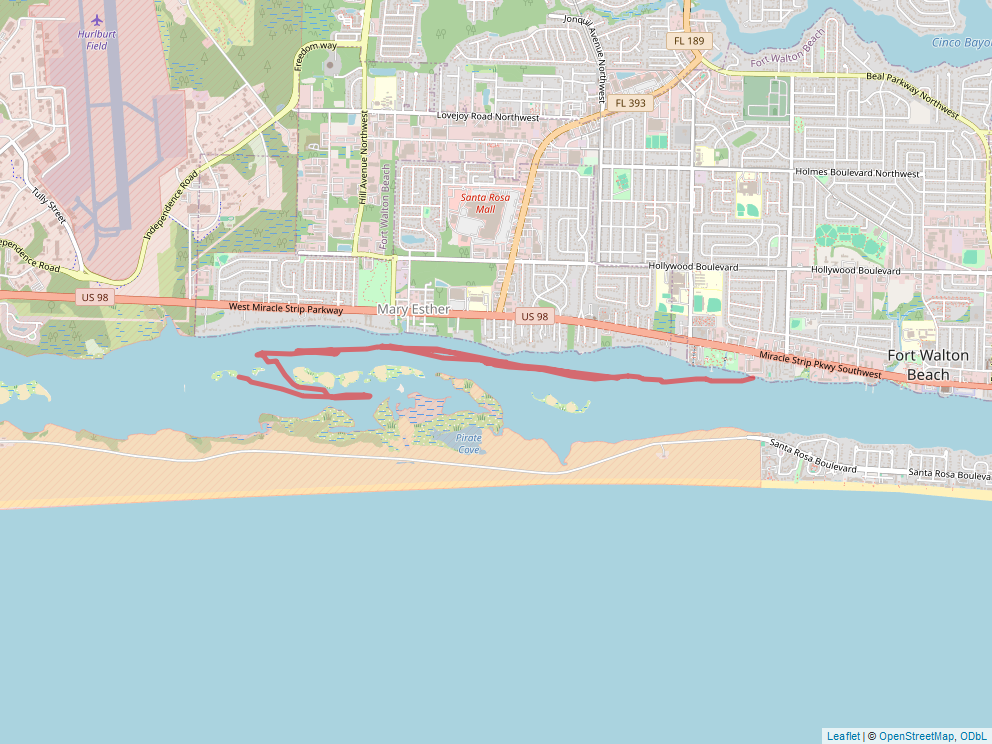 Hurlburt
Field
Jonquil Avenue Northwest
FL 189
Cinco Bayou
Fort Walton Beach
Freedom way
Beal Parkway Northwest
FL 393
Lovejoy Road Northwest
Hill Avenue Northwest
Fort Walton Beach
Holmes Boulevard Northwest
Independence Road
Tully Street
Santa Rosa
Mall
ependence Road
Hollywood Boulevard
Hollywood Boulevard
US 98
West Miracle Strip Parkway
Mary Esther
US 98
Miracle Strip Pkwy Southwest
Fort Walton
Beach
Pirate
Cove
Santa Rosa Boulevard
Santa Rosa Bouleva
Leaflet | © OpenStreetMap, ODbL